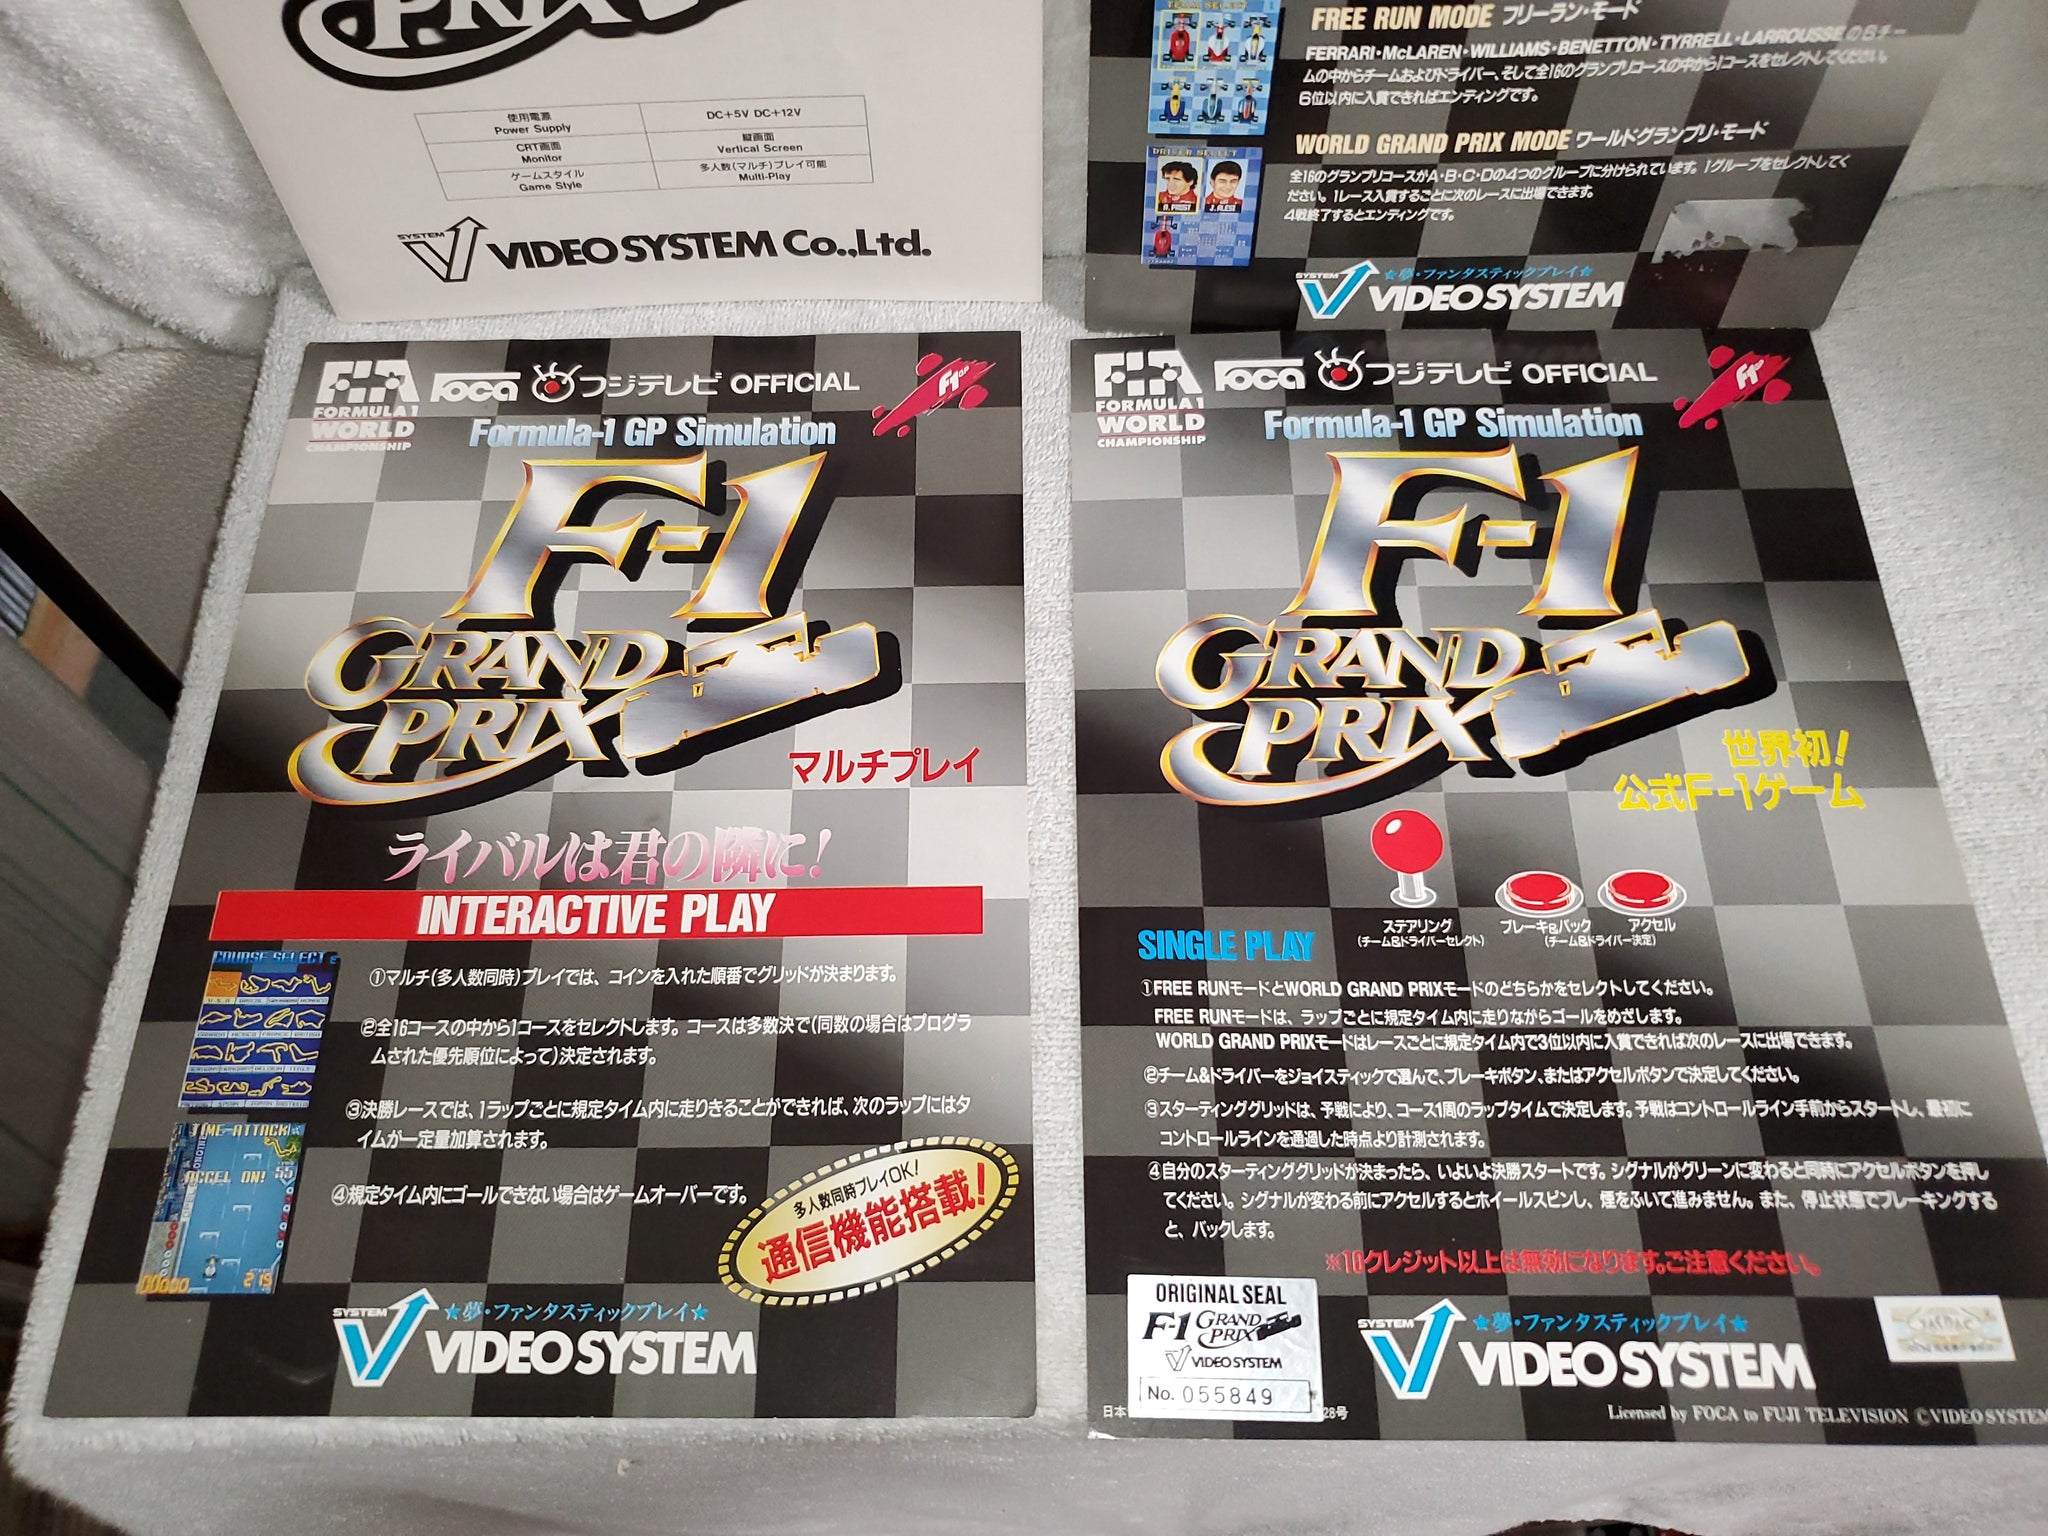 PRIX
使用電源
Power Supply
DC+5V DC+12V
CRT画面
Monitor
縦画面
Vertical Screen
ゲームスタイル
Game Style
多人数(マルチ)プレイ可能
Multi-Play
SYSTEM
VIDEO SYSTEM Co.,Ltd.
TEAM SELECT
FREE RUN MODE フリーラン・モード
FERRARI・McLAREN・WILLIAMS・BENETTON・TYRRELL・LARROUSSEの6チー
ムの中からチームおよびドライバー、そして全16のグランプリコースの中から1コースをセレクトしてください。
6位以内に入賞できればエンディングです。
DRIVER SELECT
A.PROST
J.ALESI
WORLD GRAND PRIX MODE ワールドグランプリ・モード
全16のグランプリコースがA・B・C・Dの4つのグループに分けられています。1グループをセレクトしてく
ださい。1レース入賞するごとに次のレースに出場できます。
4戦終了するとエンディングです。
SYSTEM
★夢・ファンタスティックプレイ★
VIDEO SYSTEM
FIA
FORMULA 1
WORLD
CHAMPIONSHIP
Foca
フジテレビ OFFICIAL
F1GP
Formula-1 GP Simulation
F-1
GRAND
PRIX
マルチプレイ
ライバルは君の隣に!
INTERACTIVE PLAY
COURSE SELECT
①マルチ(多人数同時)プレイでは、コインを入れた順番でグリッドが決まります。
②全16コースの中から1コースをセレクトします。コースは多数決で(同数の場合はプログラ
ムされた優先順位によって)決定されます。
③決勝レースでは、1ラップごとに規定タイム内に走りきることができれば、次のラップにはタ
イムが一定量加算されます。
④規定タイム内にゴールできない場合はゲームオーバーです。
TIME ATTACK
ACCEL ON!
55
多人数同時プレイOK!
通信機能搭載!
SYSTEM
★夢・ファンタスティックプレイ★
VIDEO SYSTEM
FIA
FORMULA 1
WORLD
CHAMPIONSHIP
Foca
フジテレビ OFFICIAL
F1
Formula-1 GP Simulation
F-1
GRAND
PRIX
世界初!
公式F-1ゲーム
ステアリング
(チーム&ドライバーセレクト)
ブレーキ&バック
アクセル
(チーム&ドライバー決定)
SINGLE PLAY
①FREE RUNモードとWORLD GRAND PRIXモードのどちらかをセレクトしてください。
FREE RUNモードは、ラップごとに規定タイム内に走りながらゴールをめざします。
WORLD GRAND PRIXモードはレースごとに規定タイム内で3位以内に入賞できれば次のレースに出場できます。
②チーム&ドライバーをジョイスティックで選んで、ブレーキボタン、またはアクセルボタンで決定してください。
③スターティンググリッドは、予戦により、コース1周のラップタイムで決定します。予戦はコントロールライン手前からスタートし、最初に
コントロールラインを通過した時点より計測されます。
④自分のスターティンググリッドが決まったら、いよいよ決勝スタートです。シグナルがグリーンに変わると同時にアクセルボタンを押し
てください。シグナルが変わる前にアクセルするとホイールスピンし、煙をふいて進みません。また、停止状態でブレーキングする
と、バックします。
※10クレジット以上は無効になります。ご注意ください。
ORIGINAL SEAL
F-1 GRAND PRIX
VIDEO SYSTEM
No. 055849
SYSTEM
★夢・ファンタスティックプレイ★
VIDEO SYSTEM
日本
28号
Licensed by FOCA to FUJI TELEVISION ©VIDEO SYSTEM